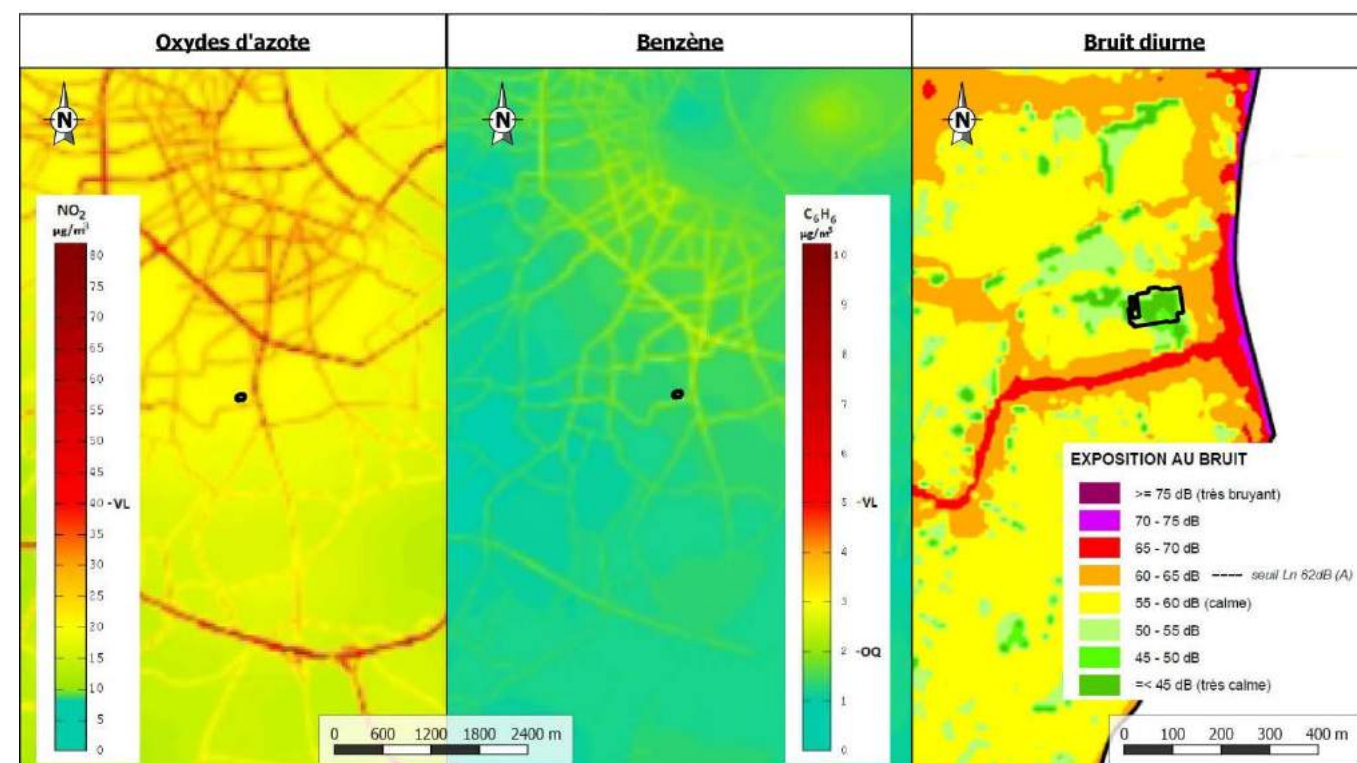 Oxydes d'azote
Benzène
Bruit diurne
N
N
N
NO2
µg/m3
80
75
70
65
60
55
50
45
40 -VL
35
30
25
20
15
10
5
0
0 600 1200 1800 2400 m
C6H6
µg/m3
10
9
8
7
6
5 -VL
4
3
2 -OQ
1
0
EXPOSITION AU BRUIT
>= 75 dB (très bruyant)
70 - 75 dB
65 - 70 dB
60 - 65 dB ---- seuil Ln 62dB (A)
55 - 60 dB (calme)
50 - 55 dB
45 - 50 dB
=< 45 dB (très calme)
0 100 200 300 400 m